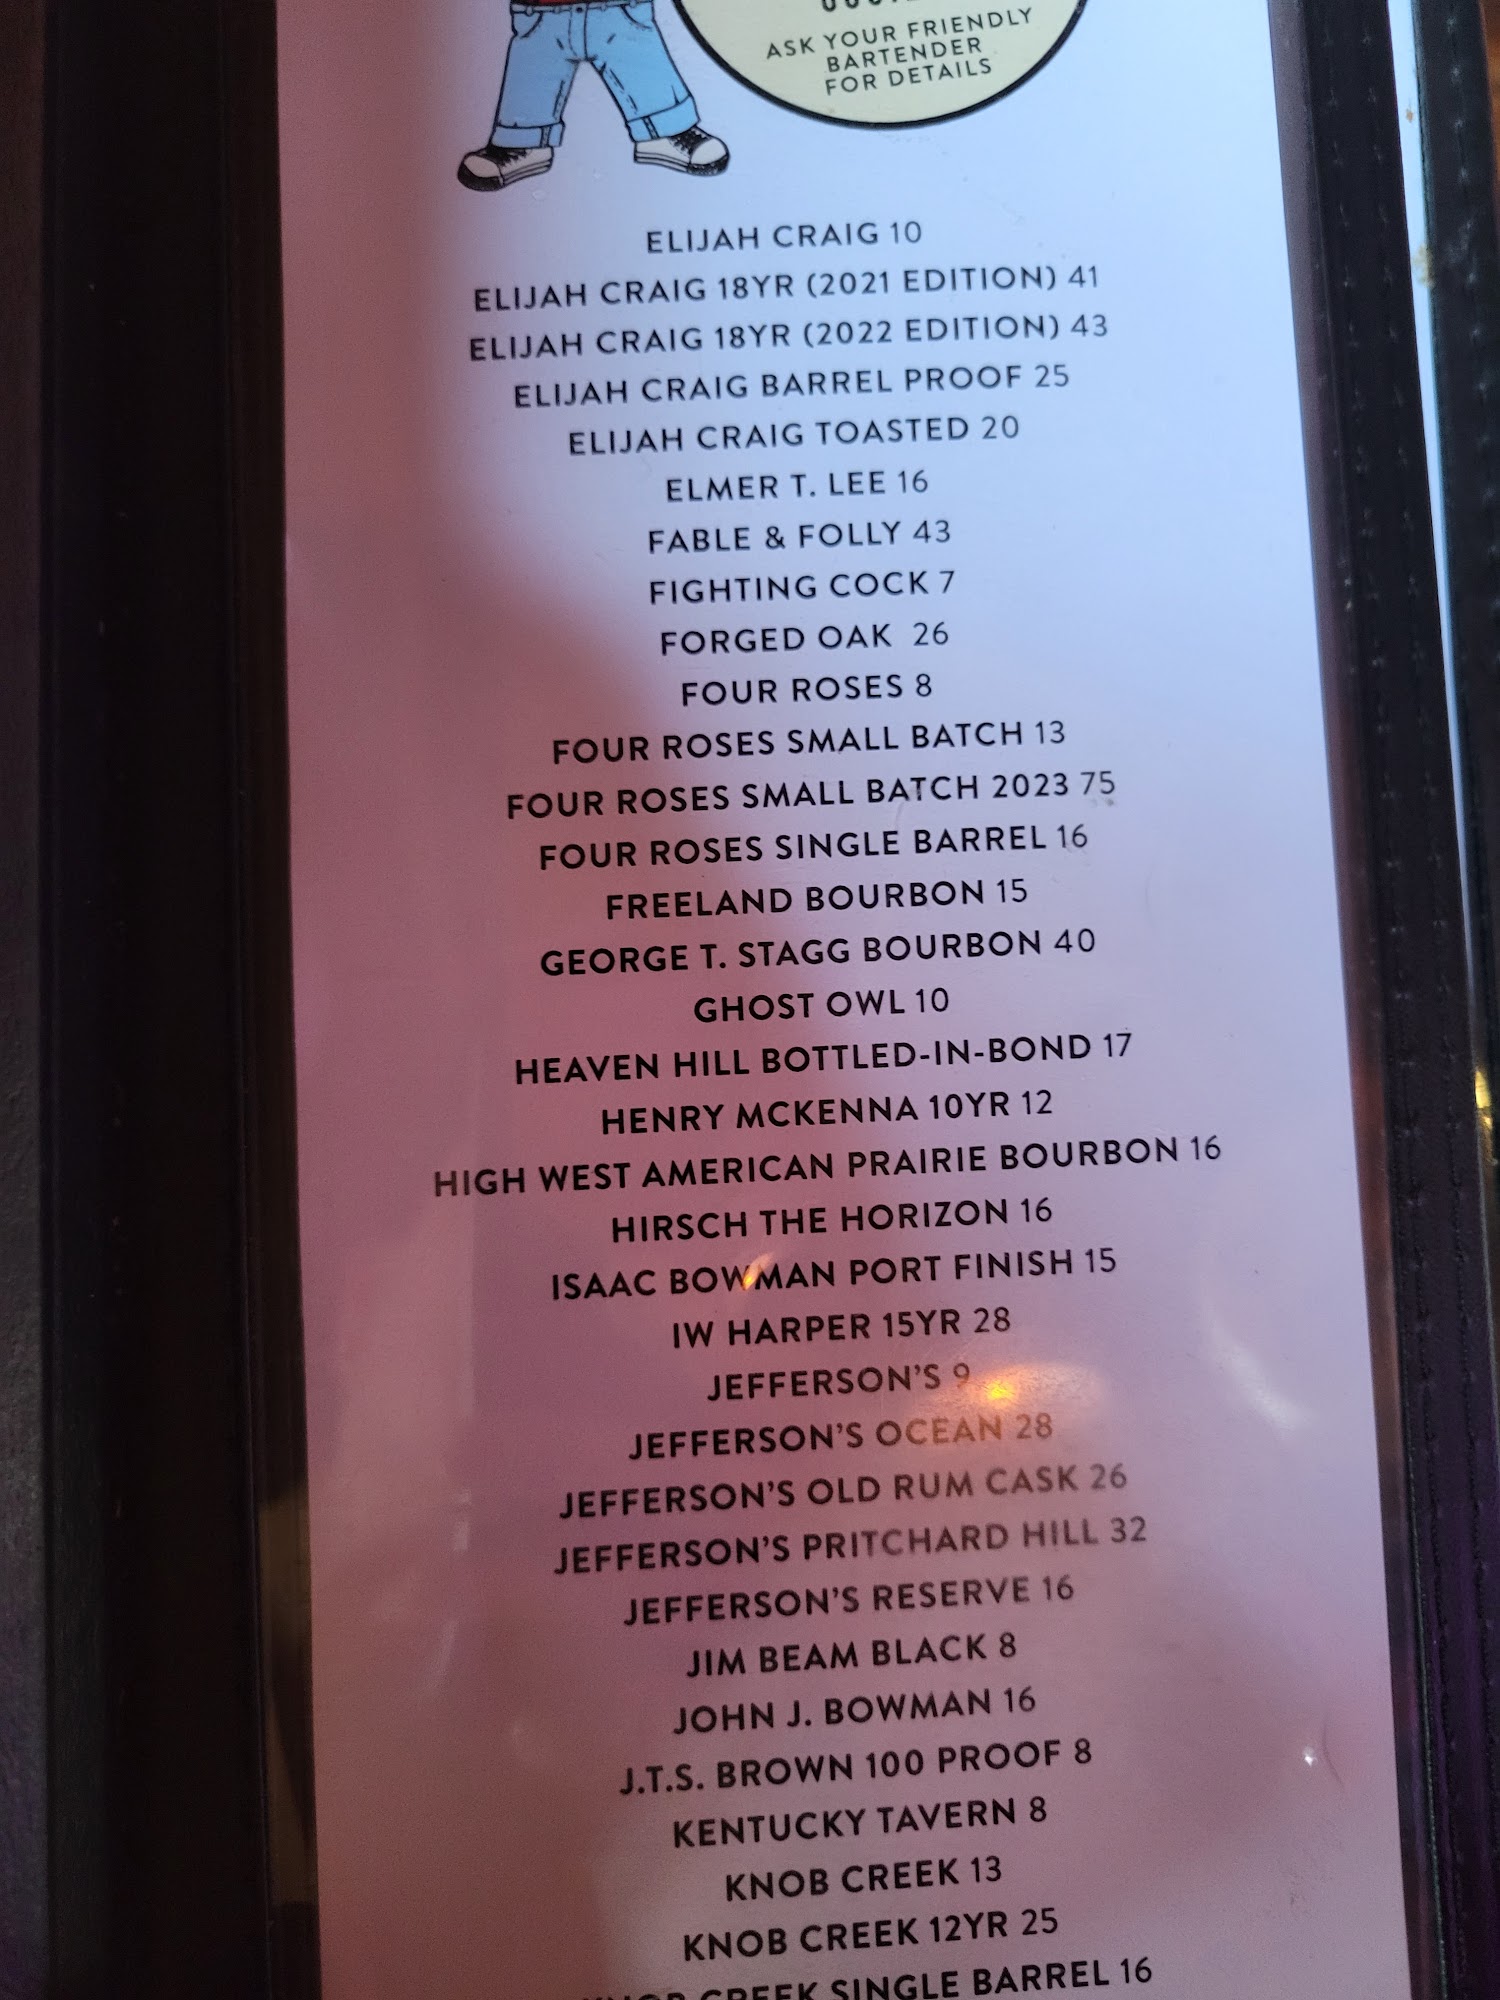 ASK YOUR FRIENDLY
BARTENDER
FOR DETAILS
ELIJAH CRAIG 10
ELIJAH CRAIG 18YR (2021 EDITION) 41
ELIJAH CRAIG 18YR (2022 EDITION) 43
ELIJAH CRAIG BARREL PROOF 25
ELIJAH CRAIG TOASTED 20
ELMER T. LEE 16
FABLE & FOLLY 43
FIGHTING COCK 7
FORGED OAK 26
FOUR ROSES 8
FOUR ROSES SMALL BATCH 13
FOUR ROSES SMALL BATCH 2023 75
FOUR ROSES SINGLE BARREL 16
FREELAND BOURBON 15
GEORGE T. STAGG BOURBON 40
GHOST OWL 10
HEAVEN HILL BOTTLED-IN-BOND 17
HENRY MCKENNA 10YR 12
HIGH WEST AMERICAN PRAIRIE BOURBON 16
HIRSCH THE HORIZON 16
ISAAC BOWMAN PORT FINISH 15
IW HARPER 15YR 28
JEFFERSON'S 9
JEFFERSON'S OCEAN 28
JEFFERSON'S OLD RUM CASK 26
JEFFERSON'S PRITCHARD HILL 32
JEFFERSON'S RESERVE 16
JIM BEAM BLACK 8
JOHN J. BOWMAN 16
J.T.S. BROWN 100 PROOF 8
KENTUCKY TAVERN 8
KNOB CREEK 13
KNOB CREEK 12YR 25
KNOB CREEK SINGLE BARREL 16